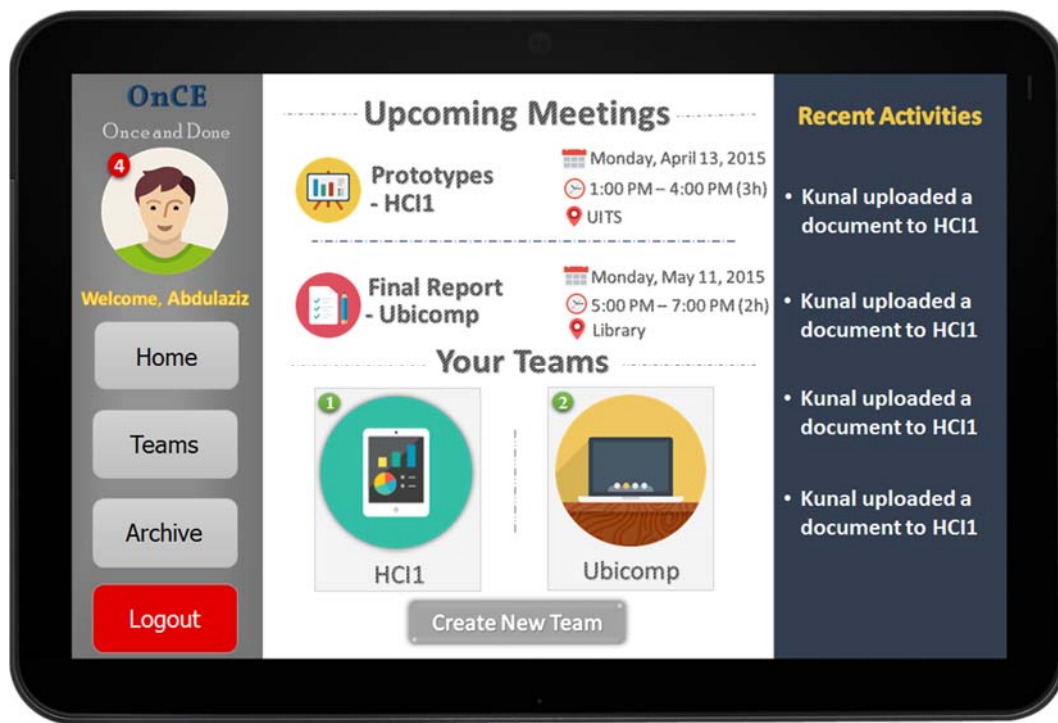 OnCE
Once and Done
4
Welcome, Abdulaziz
Home
Teams
Archive
Logout
Upcoming Meetings
Prototypes
- HCI1
Monday, April 13, 2015
1:00 PM – 4:00 PM (3h)
UITS
Final Report
- Ubicomp
Monday, May 11, 2015
5:00 PM – 7:00 PM (2h)
Library
Your Teams
1
HCI1
2
Ubicomp
Create New Team
Recent Activities
• Kunal uploaded a
document to HCI1
• Kunal uploaded a
document to HCI1
• Kunal uploaded a
document to HCI1
• Kunal uploaded a
document to HCI1